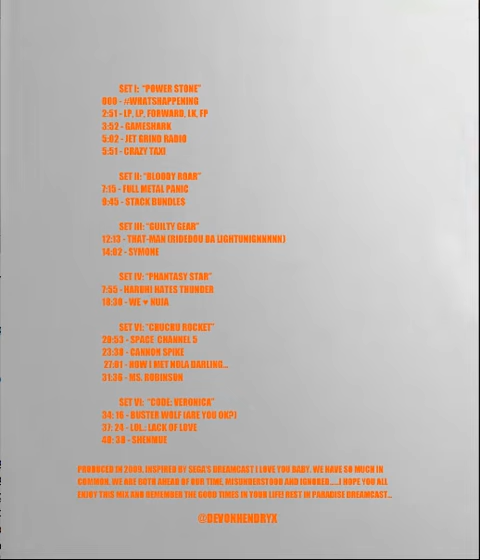 SET I: "POWER STONE"
000 - #WHATSHAPPENING
2:51 - LP, LP, FORWARD, LK, FP
3:52 - GAMESHARK
5:02 - JET GRIND RADIO
5:51 - CRAZY TAXI
SET II: "BLOODY ROAR"
7:15 - FULL METAL PANIC
9:45 - STACK BUNDLES
SET III: "GUILTY GEAR"
12:13 - THAT-MAN (RIDEDOU DA LIGHTUNIGNNNNN)
14:02 - SYMONE
SET IV: "PHANTASY STAR"
7:55 - HARUHI HATES THUNDER
18:30 - WE ♥ NUJA
SET VI: "CHUCHU ROCKET"
20:53 - SPACE CHANNEL 5
23:38 - CANNON SPIKE
27:01 - HOW I MET NOLA DARLING...
31:36 - MS. ROBINSON
SET VI: "CODE: VERONICA"
34: 16 - BUSTER WOLF (ARE YOU OK?)
37: 24 - LOL.: LACK OF LOVE
40: 38 - SHENMUE
PRODUCED IN 2009. INSPIRED BY SEGA'S DREAMCAST I LOVE YOU BABY. WE HAVE SO MUCH IN
COMMON. WE ARE BOTH AHEAD OF OUR TIME, MISUNDERSTOOD AND IGNORED.....I HOPE YOU ALL
ENJOY THIS MIX AND REMEMBER THE GOOD TIMES IN YOUR LIFE! REST IN PARADISE DREAMCAST...
@DEVONHENDRYX